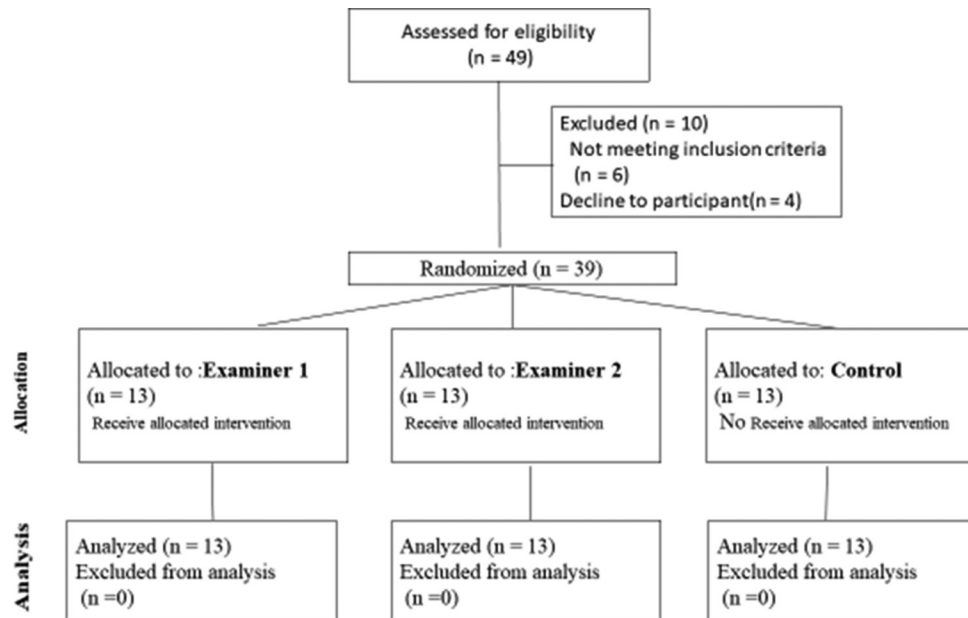 Assessed for eligibility
(n = 49)
Excluded (n = 10)
Not meeting inclusion criteria
(n = 6)
Decline to participant(n = 4)
Randomized (n = 39)
Allocation
Allocated to :Examiner 1
(n = 13)
Receive allocated intervention
Allocated to :Examiner 2
(n = 13)
Receive allocated intervention
Allocated to: Control
(n = 13)
No Receive allocated intervention
Analysis
Analyzed (n = 13)
Excluded from analysis
(n =0)
Analyzed (n = 13)
Excluded from analysis
(n =0)
Analyzed (n = 13)
Excluded from analysis
(n =0)